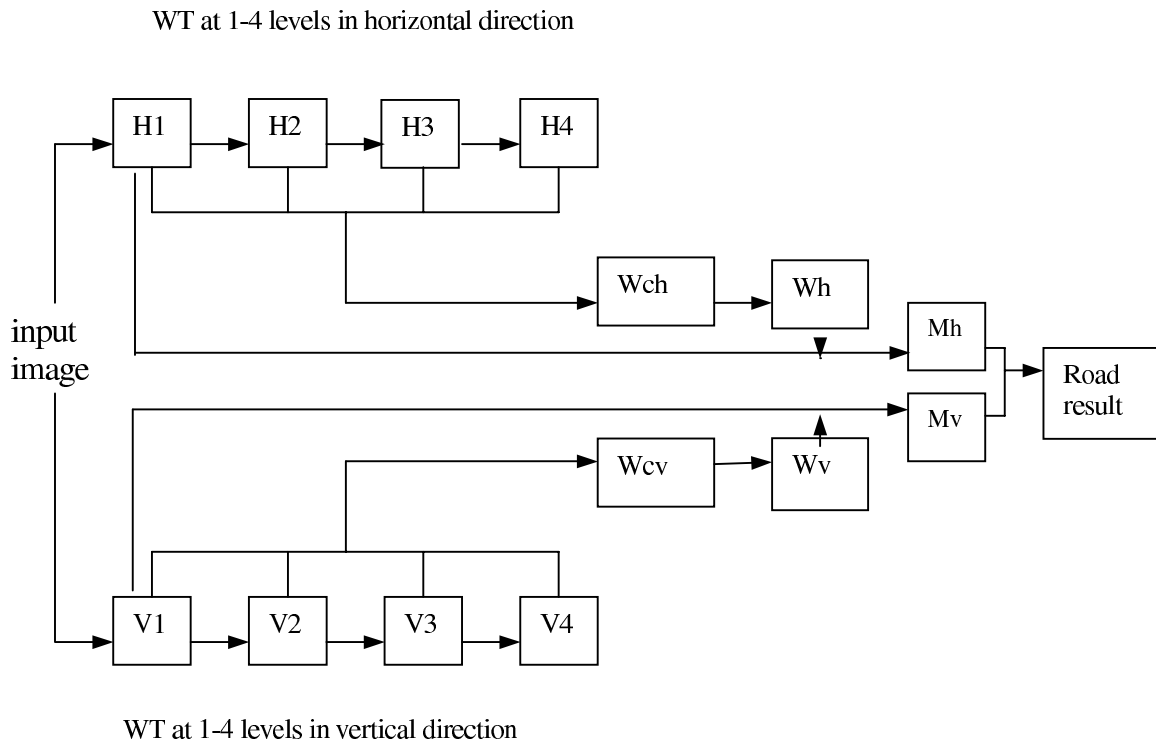 WT at 1-4 levels in horizontal direction
H1
H2
H3
H4
Wch
Wh
input
image
Mh
Road
result
Mv
Wcv
Wv
V1
V2
V3
V4
WT at 1-4 levels in vertical direction